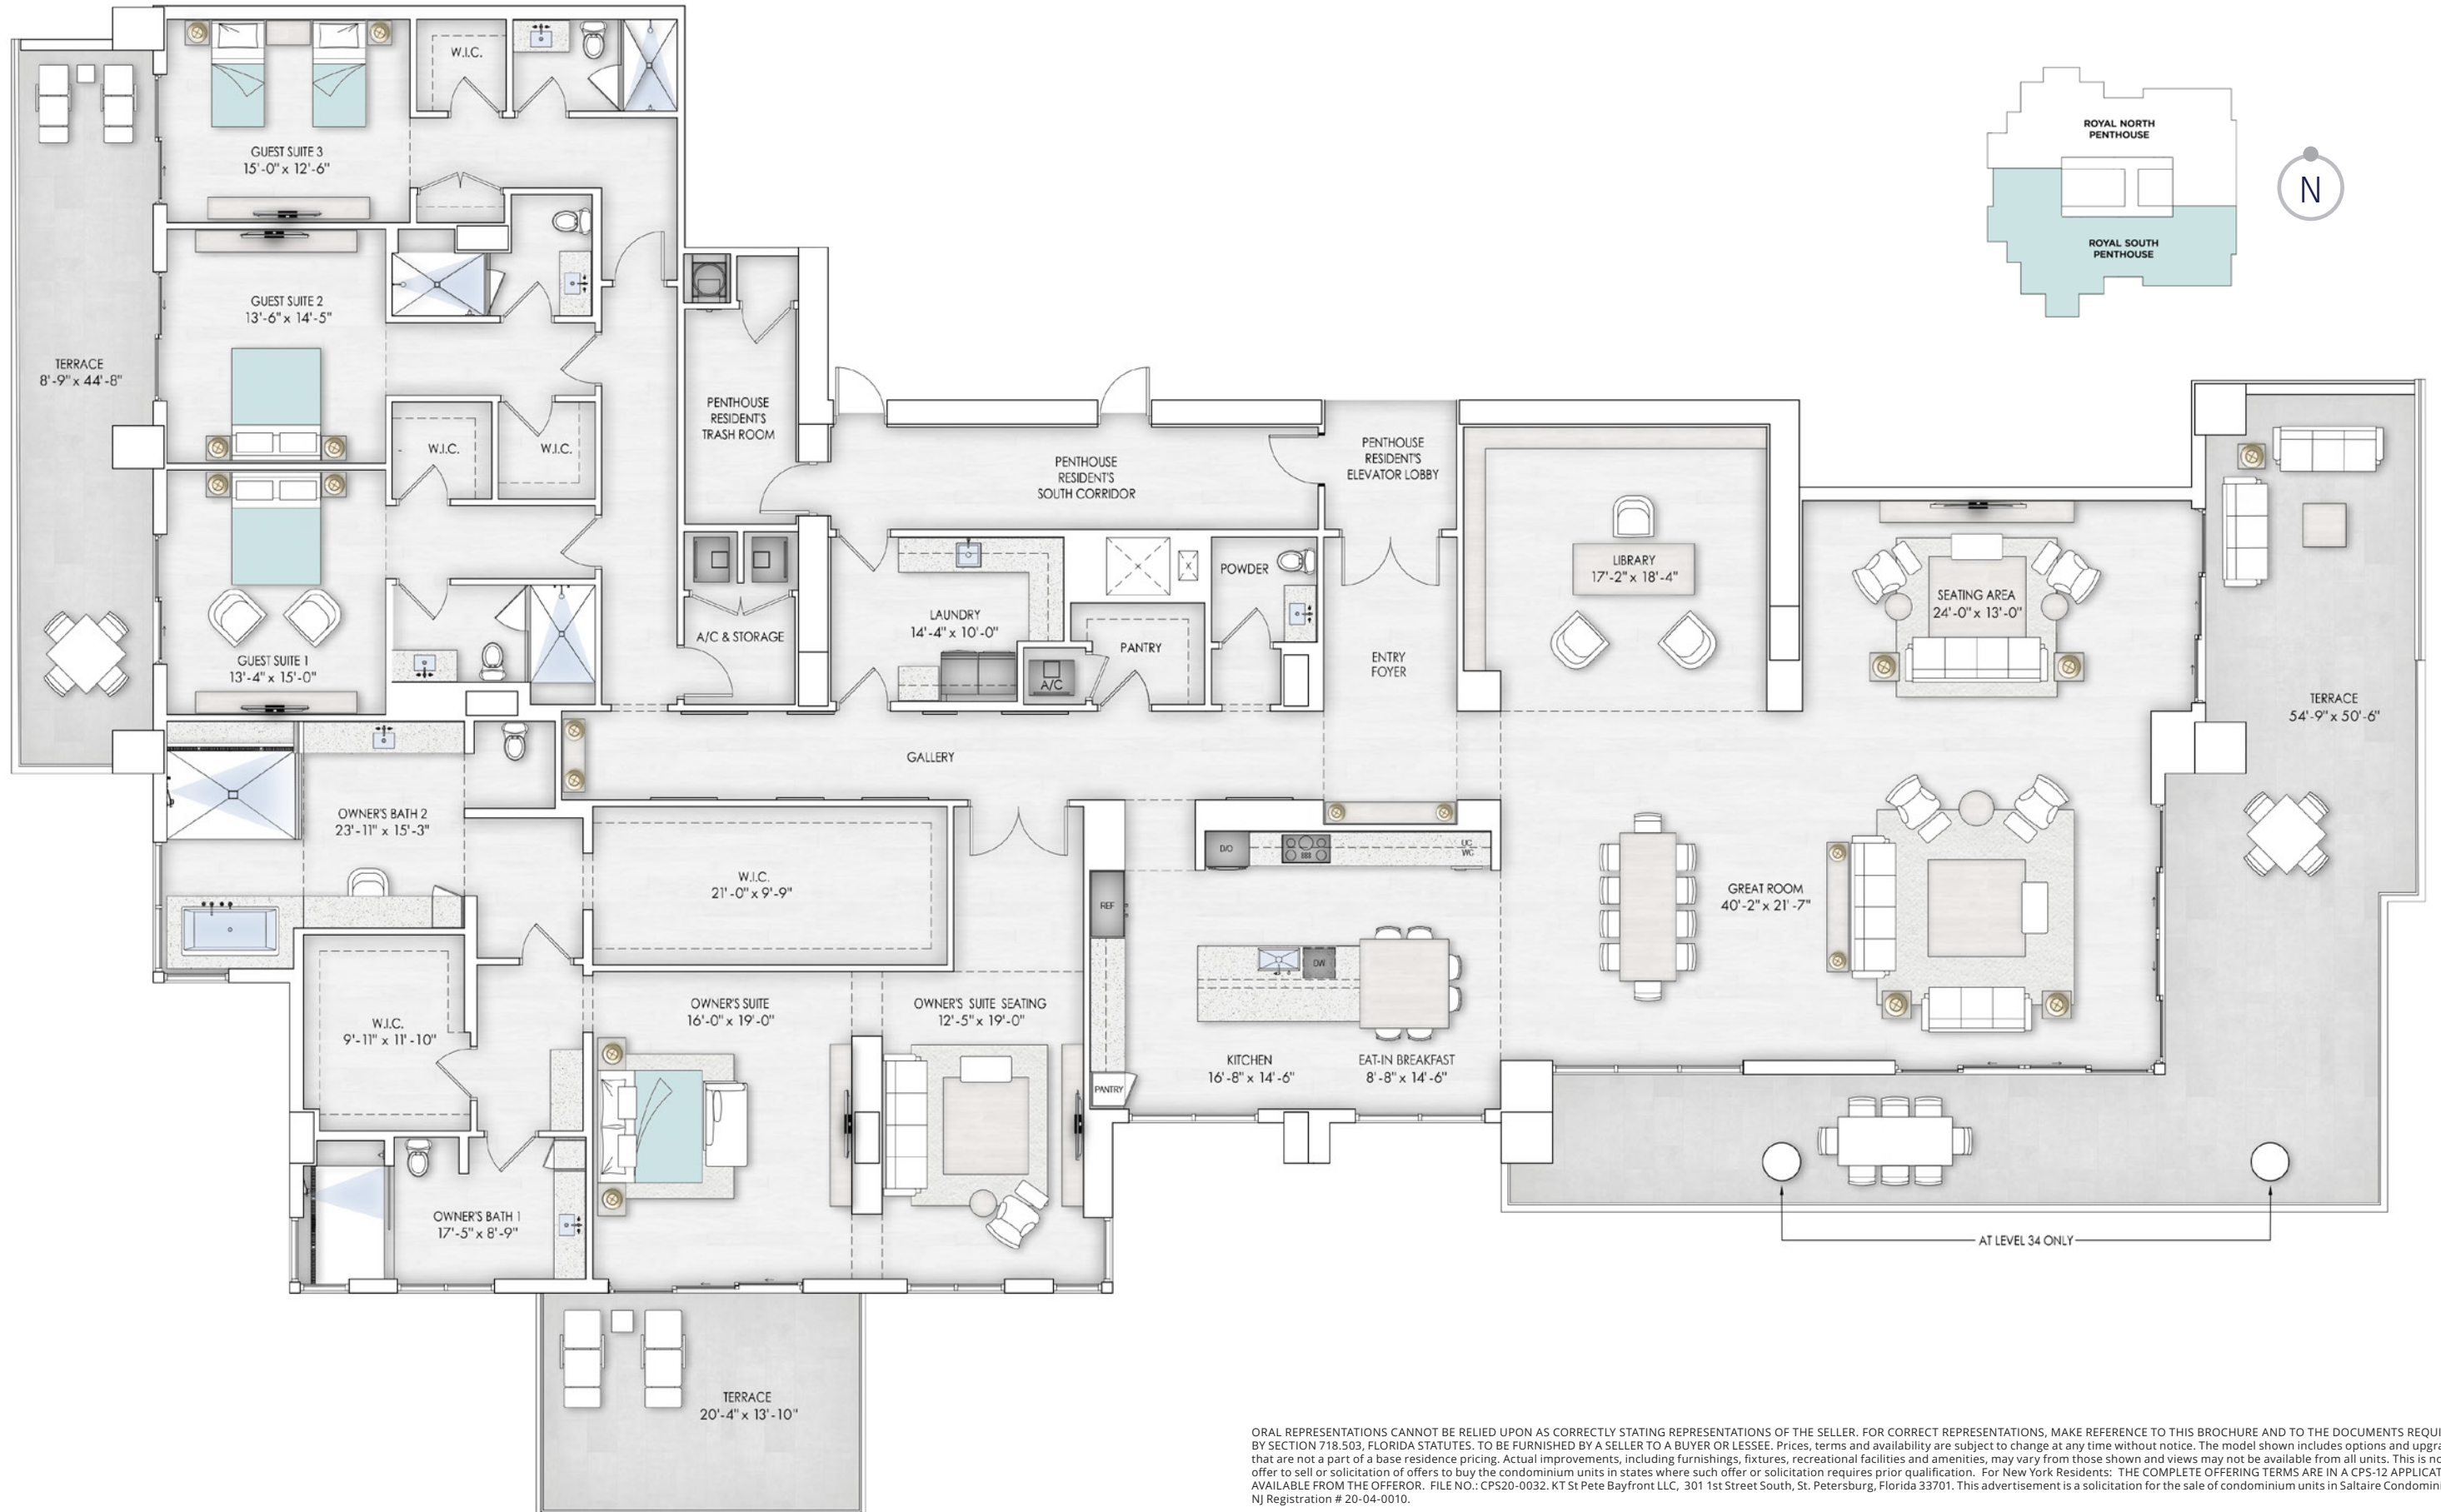 W.I.C.
GUEST SUITE 3
15'-0" x 12'-6"
ROYAL NORTH
PENTHOUSE
N
ROYAL SOUTH
PENTHOUSE
GUEST SUITE 2
13'-6" x 14'-5"
TERRACE
8'-9" x 44'-8"
W.I.C.
W.I.C.
PENTHOUSE
RESIDENT'S
TRASH ROOM
PENTHOUSE
RESIDENT'S
SOUTH CORRIDOR
PENTHOUSE
RESIDENT'S
ELEVATOR LOBBY
LIBRARY
17'-2" x 18'-4"
SEATING AREA
24'-0" x 13'-0"
POWDER
LAUNDRY
14'-4" x 10'-0"
A/C & STORAGE
PANTRY
A/C
ENTRY
FOYER
GUEST SUITE 1
13'-4" x 15'-0"
TERRACE
54'-9" x 50'-6"
GALLERY
OWNER'S BATH 2
23'-11" x 15'-3"
D/O
UC
WC
W.I.C.
21'-0" x 9'-9"
REF
GREAT ROOM
40'-2" x 21'-7"
DW
OWNER'S SUITE
16'-0" x 19'-0"
OWNER'S SUITE SEATING
12'-5" x 19'-0"
W.I.C.
9'-11" x 11'-10"
KITCHEN
16'-8" x 14'-6"
EAT-IN BREAKFAST
8'-8" x 14'-6"
PANTRY
OWNER'S BATH 1
17'-5" x 8'-9"
AT LEVEL 34 ONLY
TERRACE
20'-4" x 13'-10"
ORAL REPRESENTATIONS CANNOT BE RELIED UPON AS CORRECTLY STATING REPRESENTATIONS OF THE SELLER. FOR CORRECT REPRESENTATIONS, MAKE REFERENCE TO THIS BROCHURE AND TO THE DOCUMENTS REQUI
BY SECTION 718.503, FLORIDA STATUTES. TO BE FURNISHED BY A SELLER TO A BUYER OR LESSEE. Prices, terms and availability are subject to change at any time without notice. The model shown includes options and upgra
that are not a part of a base residence pricing. Actual improvements, including furnishings, fixtures, recreational facilities and amenities, may vary from those shown and views may not be available from all units. This is no
offer to sell or solicitation of offers to buy the condominium units in states where such offer or solicitation requires prior qualification. For New York Residents: THE COMPLETE OFFERING TERMS ARE IN A CPS-12 APPLICAT
AVAILABLE FROM THE OFFEROR. FILE NO.: CPS20-0032. KT St Pete Bayfront LLC, 301 1st Street South, St. Petersburg, Florida 33701. This advertisement is a solicitation for the sale of condominium units in Saltaire Condomini
NJ Registration # 20-04-0010.